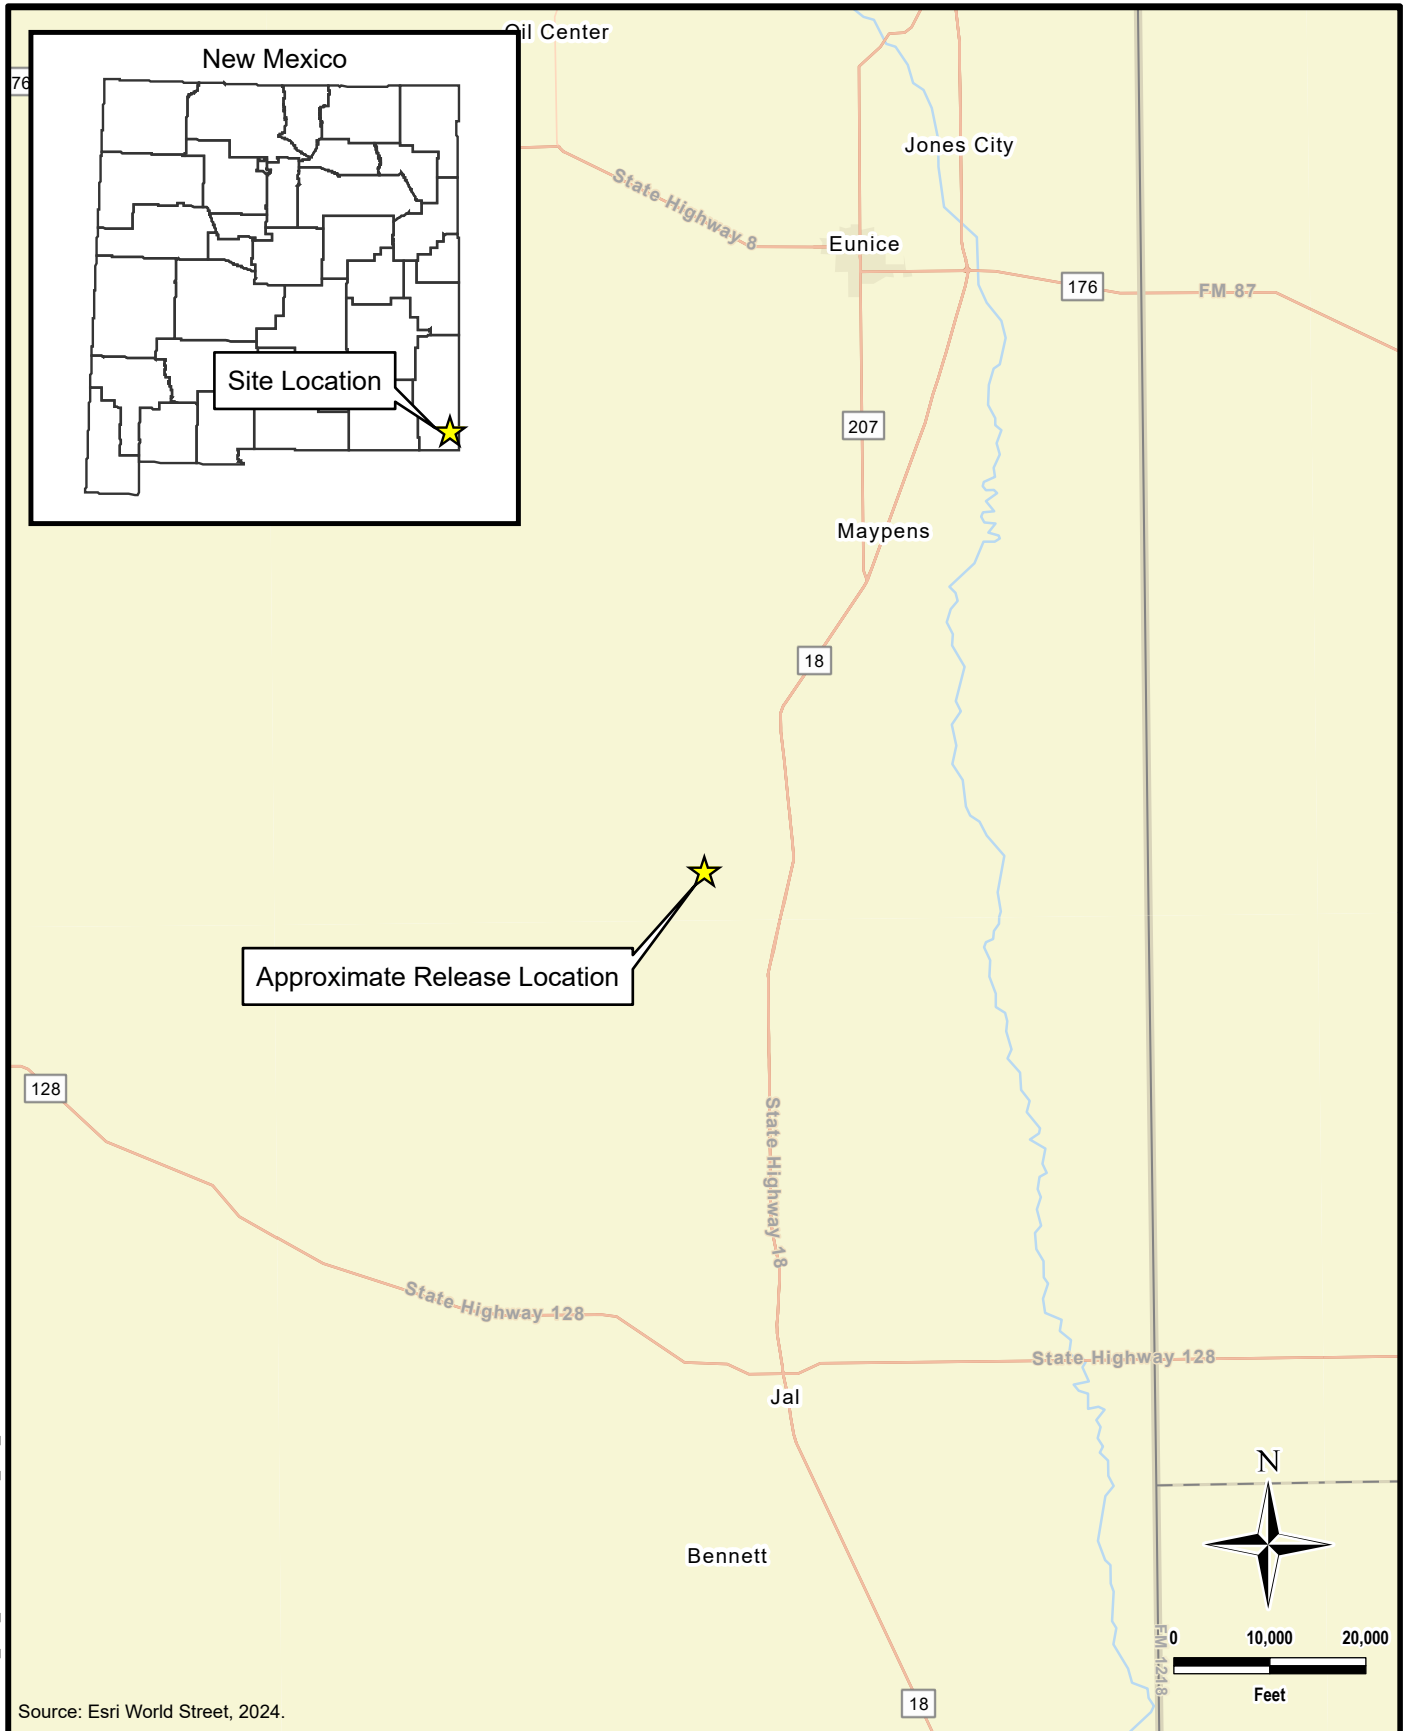 Oil Center
New Mexico
76
Jones City
State Highway 8
Eunice
176
FM 87
Site Location
207
Maypens
18
Approximate Release Location
128
State Highway 18
State Highway 128
State Highway 128
Jal
N
Bennett
FM-1218
0 10,000 20,000
Feet
18
Source: Esri World Street, 2024.